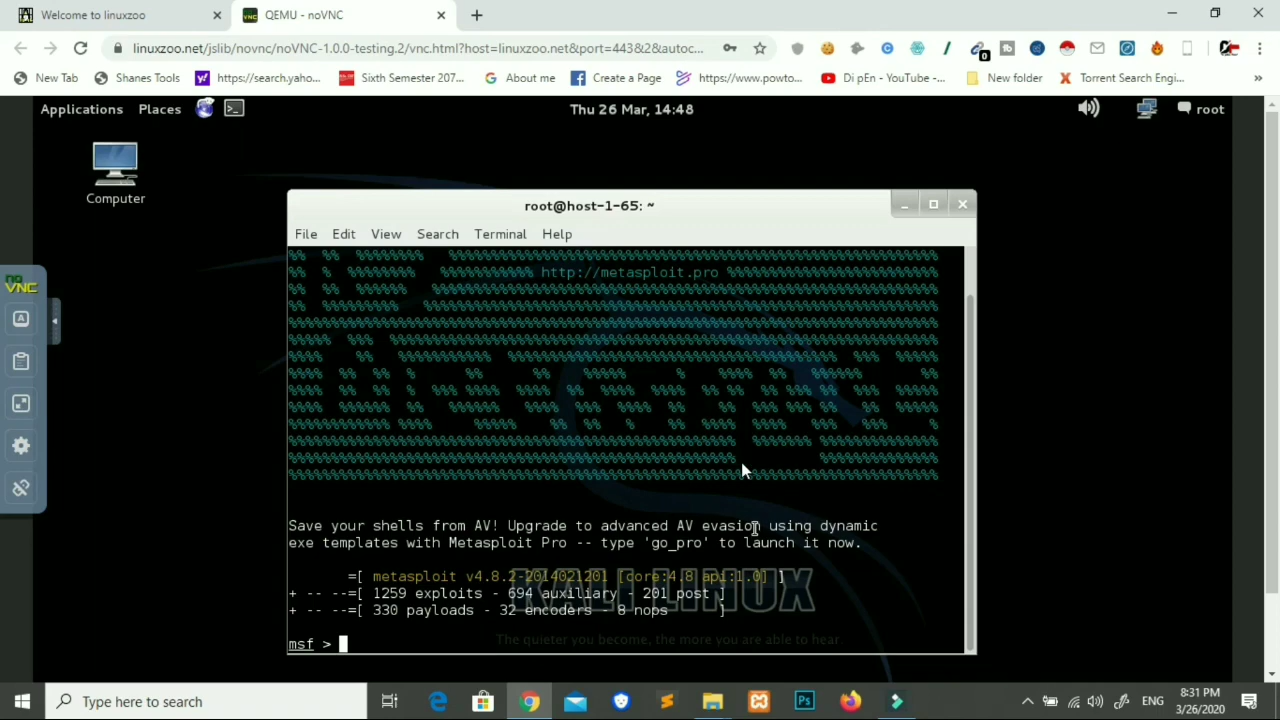 Welcome to linuxzoo
QEMU - noVNC
linuxzoo.net/jslib/novnc/noVNC-1.0.0-testing.2/vnc.html?host=linuxzoo.net&port=443&2&autoc...
0
New Tab
Shanes Tools
https://search.yaho...
Sixth Semester 207...
About me
Create a Page
https://www.powto...
Di pEn - YouTube -...
New folder
Torrent Search Engi...
»
Applications Places
Thu 26 Mar, 14:48
root
Computer
root@host-1-65: ~
File Edit View Search Terminal Help
http://metasploit.pro
no
VNC
A
Save your shells from AV! Upgrade to advanced AV evasion using dynamic
exe templates with Metasploit Pro -- type 'go_pro' to launch it now.
=[ metasploit v4.8.2-2014021201 [core:4.8 api:1.0] ]
+ -- --=[ 1259 exploits - 694 auxiliary - 201 post ]
+ -- --=[ 330 payloads - 32 encoders - 8 nops ]
KALI LINUX
The quieter you become, the more you are able to hear.
msf >
Type here to search
Ps
ENG
8:31 PM
3/26/2020